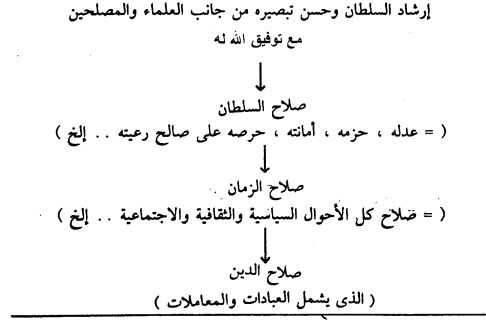 إرشاد السلطان وحسن تبصيره من جانب العلماء والمصلحين
مع توفيق الله له
صلاح السلطان
( = عدله ، حزمه ، أمانته ، حرصه على صالح رعيته . . إلخ )
صلاح الزمان
( = صلاح كل الأحوال السياسية والثقافية والاجتماعية . . إلخ )
صلاح الدين
( الذى يشمل العبادات والمعاملات )